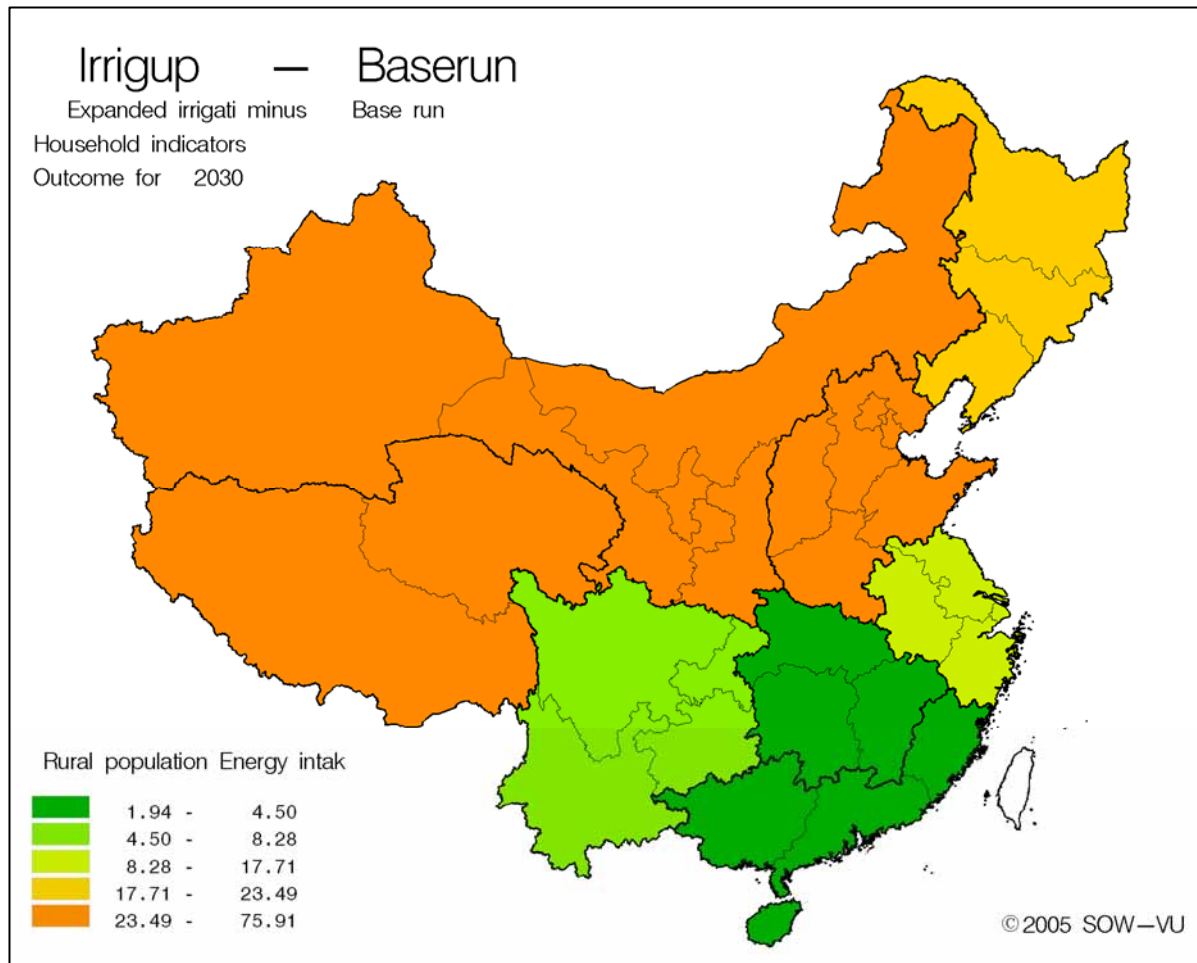 Irrigup — Baserun
Expanded irrigati minus Base run
Household indicators
Outcome for 2030
Rural population Energy intak
1.94 - 4.50
4.50 - 8.28
8.28 - 17.71
17.71 - 23.49
23.49 - 75.91
©2005 SOW—VU